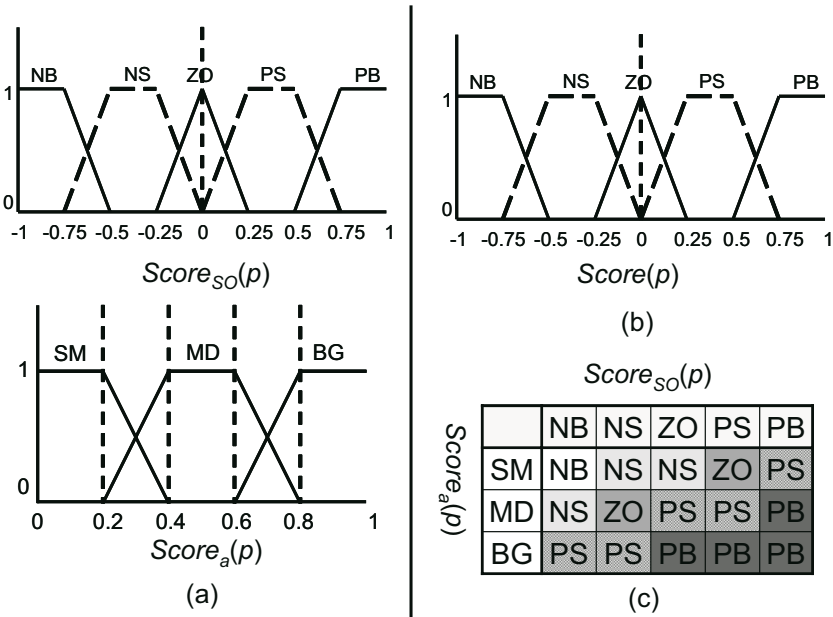 NB NS ZO PS PB
1
0
-1 -0.75 -0.5 -0.25 0 0.25 0.5 0.75 1
Score_SO(p)
SM MD BG
1
0
0 0.2 0.4 0.6 0.8 1
Score_a(p)
(a)
NB NS ZO PS PB
1
0
-1 -0.75 -0.5 -0.25 0 0.25 0.5 0.75 1
Score(p)
(b)
Score_SO(p)
Score_a(p)
NB NS ZO PS PB
SM NB NS NS ZO PS
MD NS ZO PS PS PB
BG PS PS PB PB PB
(c)